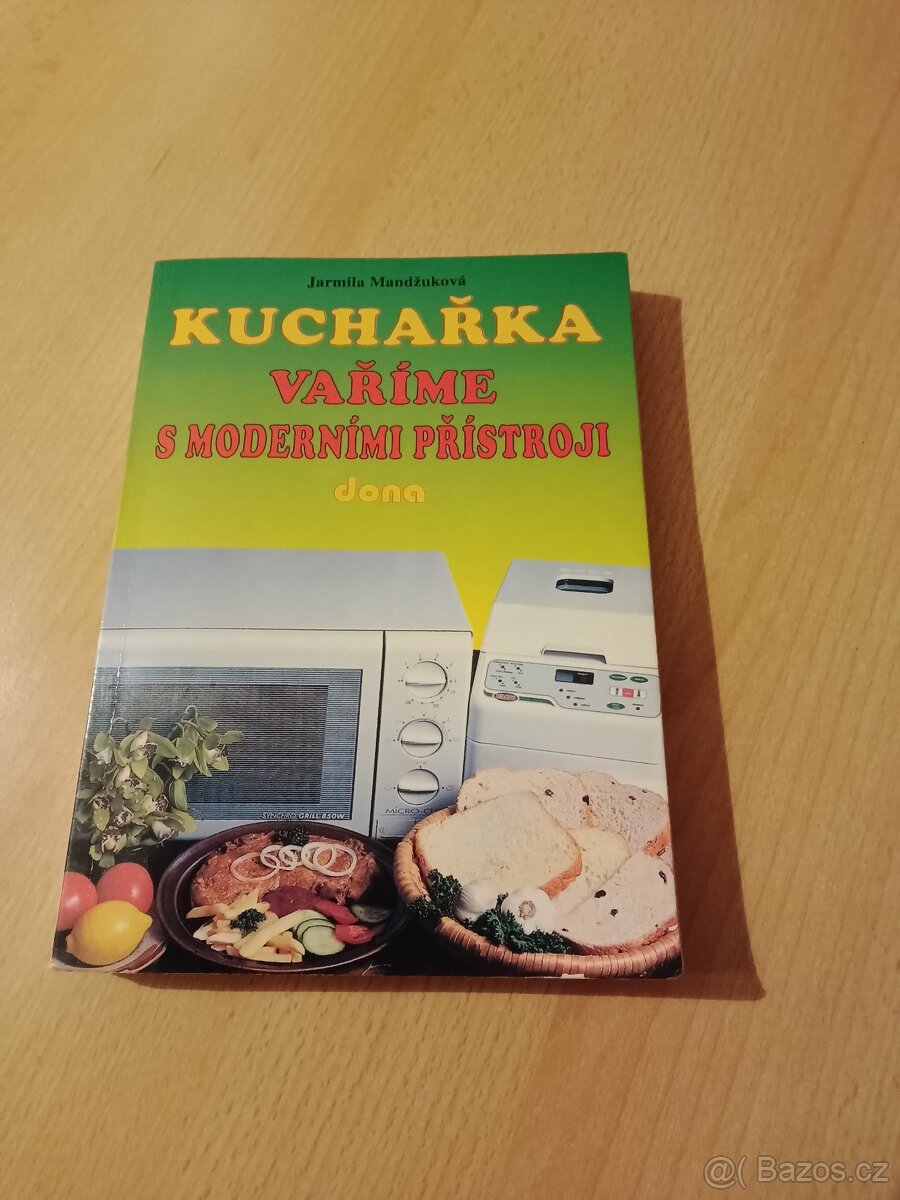 Jarmila Mandžuková
KUCHAŘKA
VAŘÍME
S MODERNÍMI PŘÍSTROJI
dona
SYNCHRO GRILL 850W
@( Bazos.cz